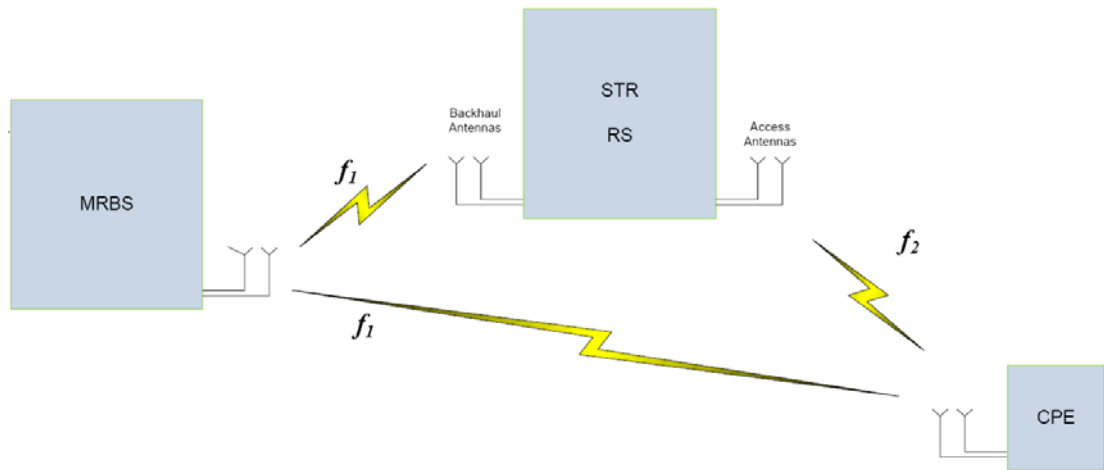 STR
RS
Backhaul
Antennas
Access
Antennas
f1
MRBS
f2
f1
CPE